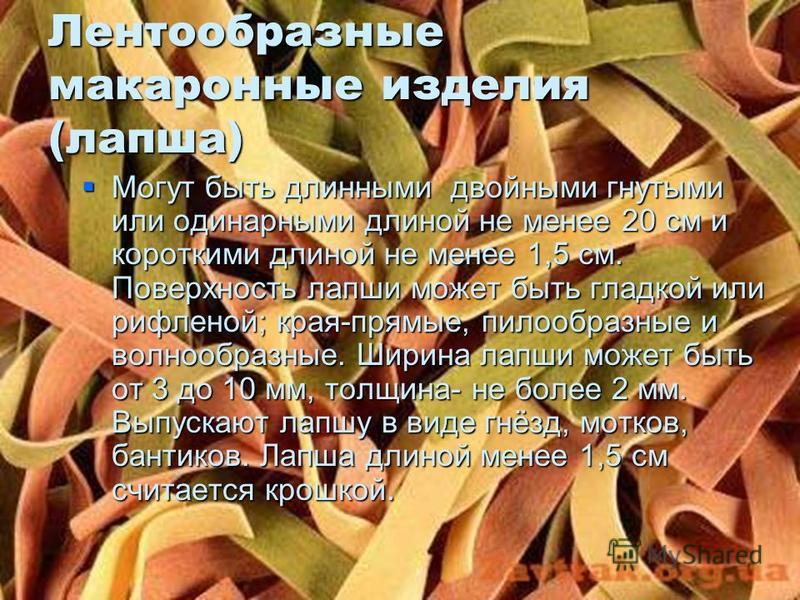 Лентообразные
макаронные изделия
(лапша)
Могут быть длинными двойными гнутыми
или одинарными длиной не менее 20 см и
короткими длиной не менее 1,5 см.
Поверхность лапши может быть гладкой или
рифленой; края-прямые, пилообразные и
волнообразные. Ширина лапши может быть
от 3 до 10 мм, толщина- не более 2 мм.
Выпускают лапшу в виде гнёзд, мотков,
бантиков. Лапша длиной менее 1,5 см
считается крошкой.
MyShared